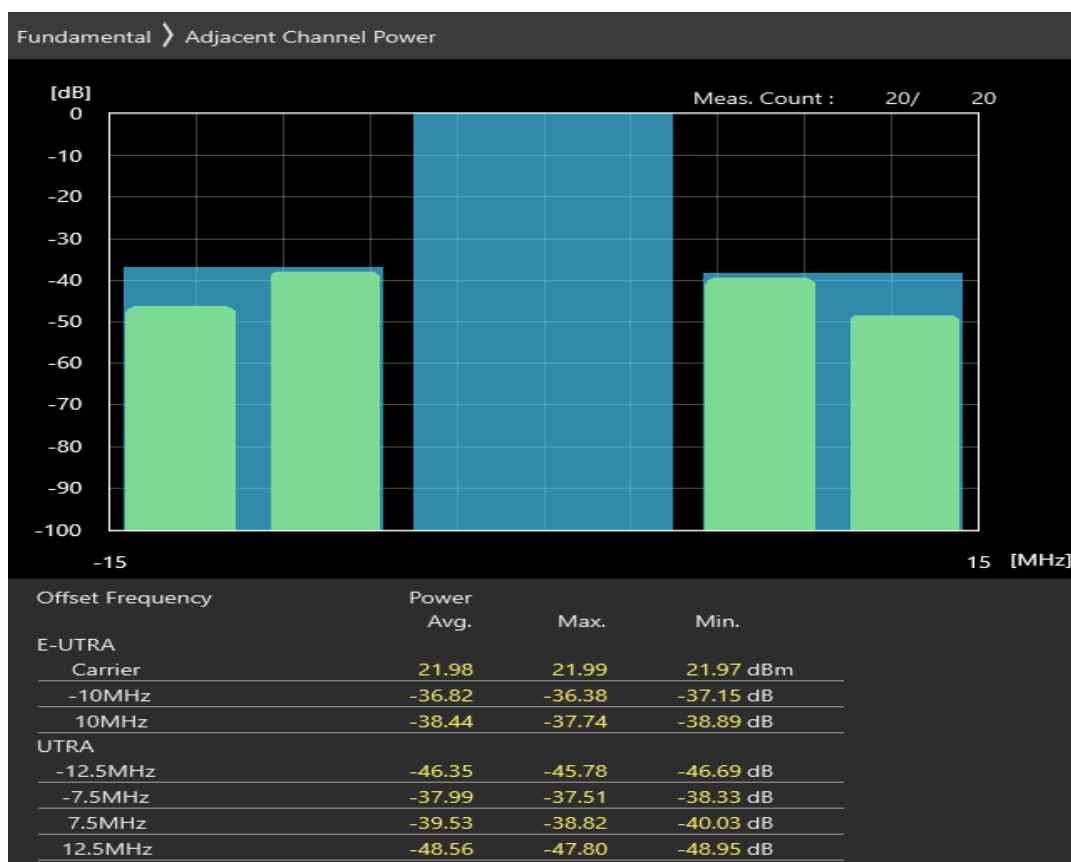 Fundamental ❯ Adjacent Channel Power
[dB]
Meas. Count : 20/ 20
0
-10
-20
-30
-40
-50
-60
-70
-80
-90
-100
-15 15 [MHz]
Offset Frequency Power
Avg. Max. Min.
E-UTRA
Carrier 21.98 21.99 21.97 dBm
-10MHz -36.82 -36.38 -37.15 dB
10MHz -38.44 -37.74 -38.89 dB
UTRA
-12.5MHz -46.35 -45.78 -46.69 dB
-7.5MHz -37.99 -37.51 -38.33 dB
7.5MHz -39.53 -38.82 -40.03 dB
12.5MHz -48.56 -47.80 -48.95 dB